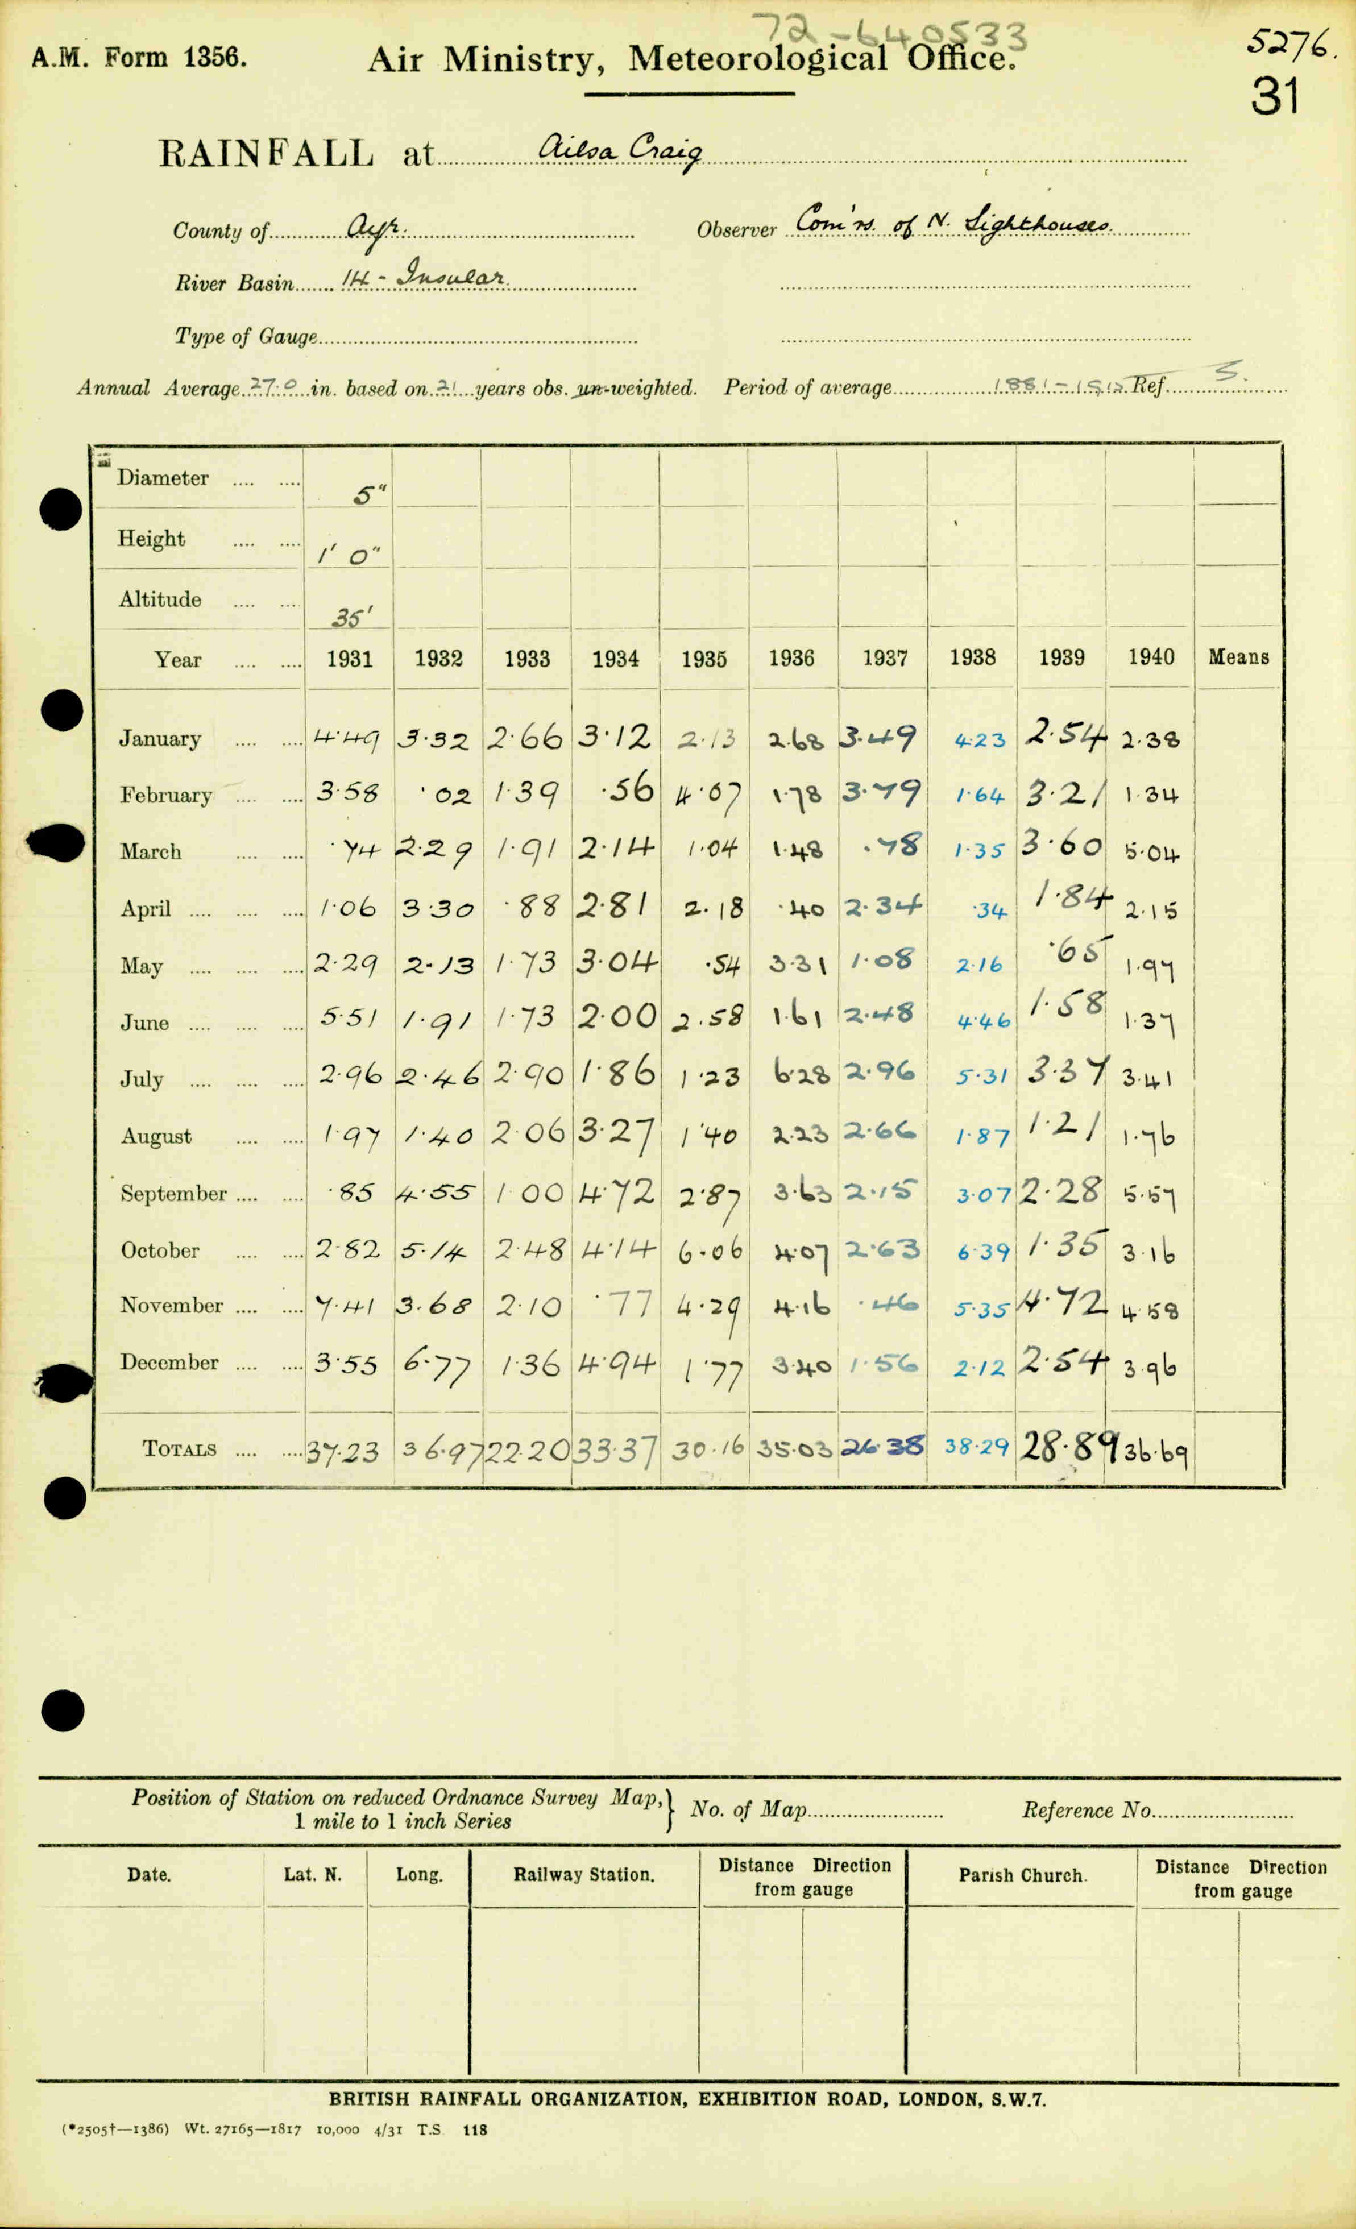 72-640533
A.M. Form 1356. Air Ministry, Meteorological Office. 5276.
31
RAINFALL at Ailsa Craig
County of Ayr. Observer Com'rs. of N. Lighthouses.
River Basin 14 - Insular.
Type of Gauge
Annual Average 27.0 in. based on 21 years obs. un-weighted. Period of average 1881-1915 Ref. 3.
Diameter 5"
Height 1' 0"
Altitude 35'
Year 1931 1932 1933 1934 1935 1936 1937 1938 1939 1940 Means
January 4.49 3.32 2.66 3.12 2.13 2.68 3.49 4.23 2.54 2.38
February 3.58 .02 1.39 .56 4.07 1.78 3.79 1.64 3.21 1.34
March .74 2.29 1.91 2.14 1.04 1.48 .78 1.35 3.60 5.04
April 1.06 3.30 .88 2.81 2.18 .40 2.34 .34 1.84 2.15
May 2.29 2.13 1.73 3.04 .54 3.31 1.08 2.16 .65 1.97
June 5.51 1.91 1.73 2.00 2.58 1.61 2.48 4.46 1.58 1.37
July 2.96 2.46 2.90 1.86 1.23 6.28 2.96 5.31 3.37 3.41
August 1.97 1.40 2.06 3.27 1.40 2.23 2.66 1.87 1.21 1.76
September .85 4.55 1.00 4.72 2.87 3.63 2.15 3.07 2.28 5.57
October 2.82 5.14 2.48 4.14 6.06 4.07 2.63 6.39 1.35 3.16
November 7.41 3.68 2.10 .77 4.29 4.16 .46 5.35 4.72 4.58
December 3.55 6.77 1.36 4.94 1.77 3.40 1.56 2.12 2.54 3.96
TOTALS 37.23 36.97 22.20 33.37 30.16 35.03 26.38 38.29 28.89 36.69
Position of Station on reduced Ordnance Survey Map,
1 mile to 1 inch Series } No. of Map Reference No.
Date. Lat. N. Long. Railway Station. Distance Direction from gauge Parish Church. Distance Direction from gauge
BRITISH RAINFALL ORGANIZATION, EXHIBITION ROAD, LONDON, S.W.7.
(*2505†—1386) Wt. 27165—1817 10,000 4/31 T.S. 118